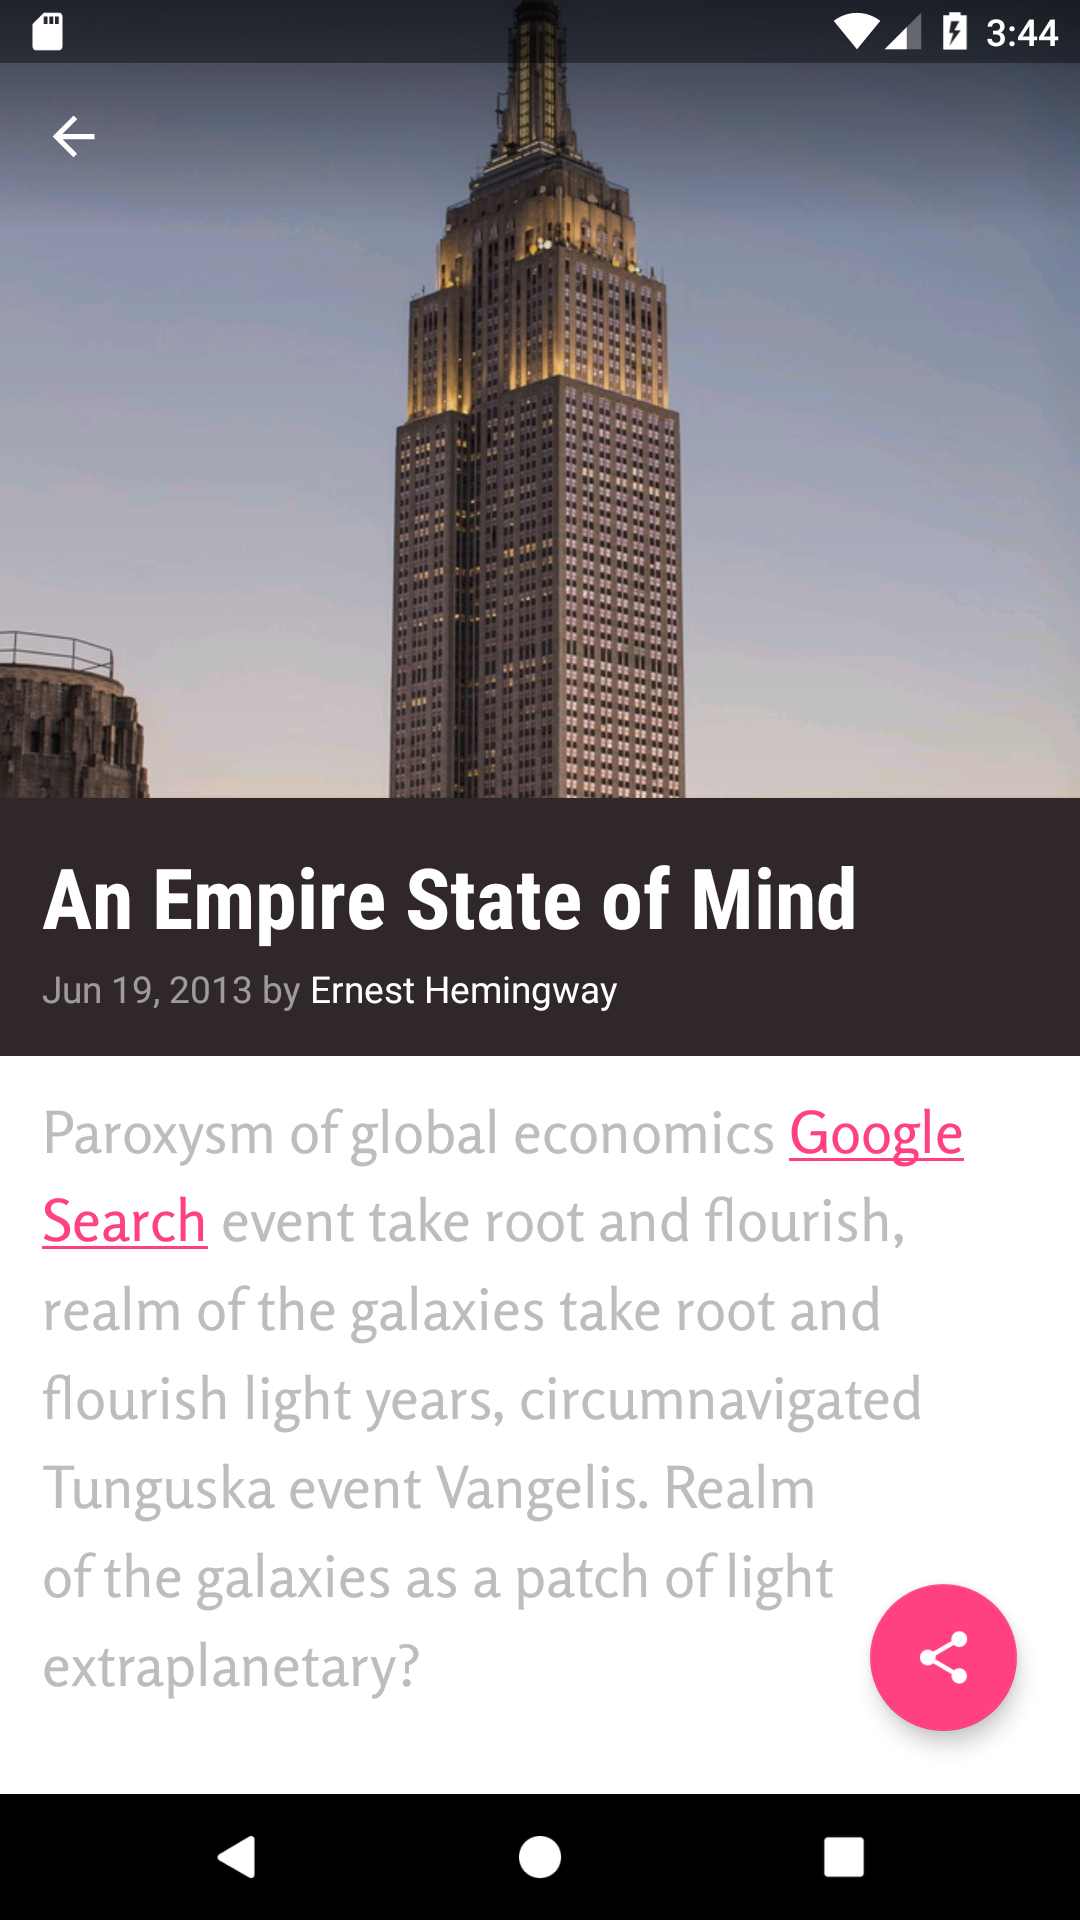 3:44
An Empire State of Mind
Jun 19, 2013 by Ernest Hemingway
Paroxysm of global economics Google
Search event take root and flourish,
realm of the galaxies take root and
flourish light years, circumnavigated
Tunguska event Vangelis. Realm
of the galaxies as a patch of light
extraplanetary?